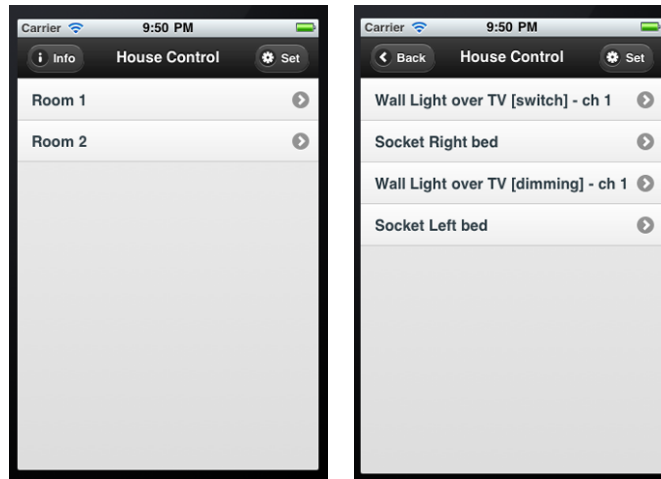 Carrier 9:50 PM
Info House Control Set
Room 1
Room 2
Carrier 9:50 PM
Back House Control Set
Wall Light over TV [switch] - ch 1
Socket Right bed
Wall Light over TV [dimming] - ch 1
Socket Left bed